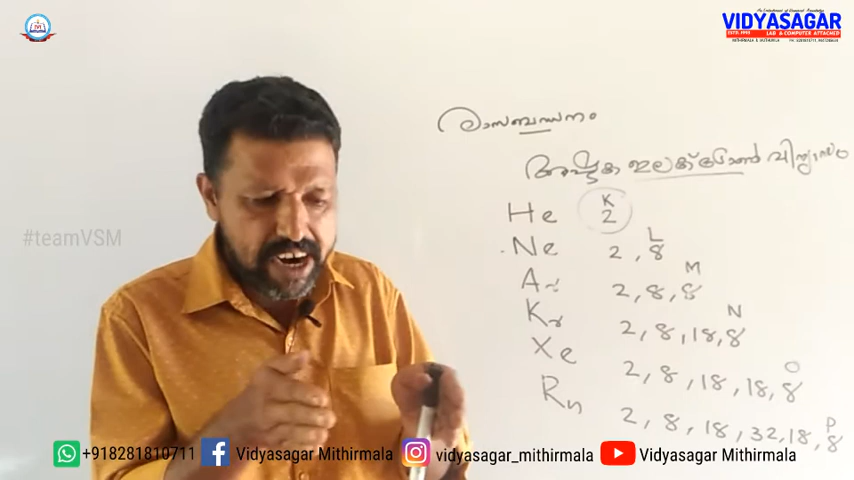 VIDYASAGAR
ESTD.1993 LAB & COMPUTER ATTACHED
രാസബന്ധനം
അഷ്ടക ഇലക്ട്രോൺ വിന്യാസം
K
He 2
L
Ne 2, 8
M
Ar 2, 8, 8
N
Kr 2, 8, 18, 8
O
Xe 2, 8, 18, 18, 8
P
Rn 2, 8, 18, 32, 18, 8
#teamVSM
+918281810711 Vidyasagar Mithirmala vidyasagar_mithirmala Vidyasagar Mithirmala